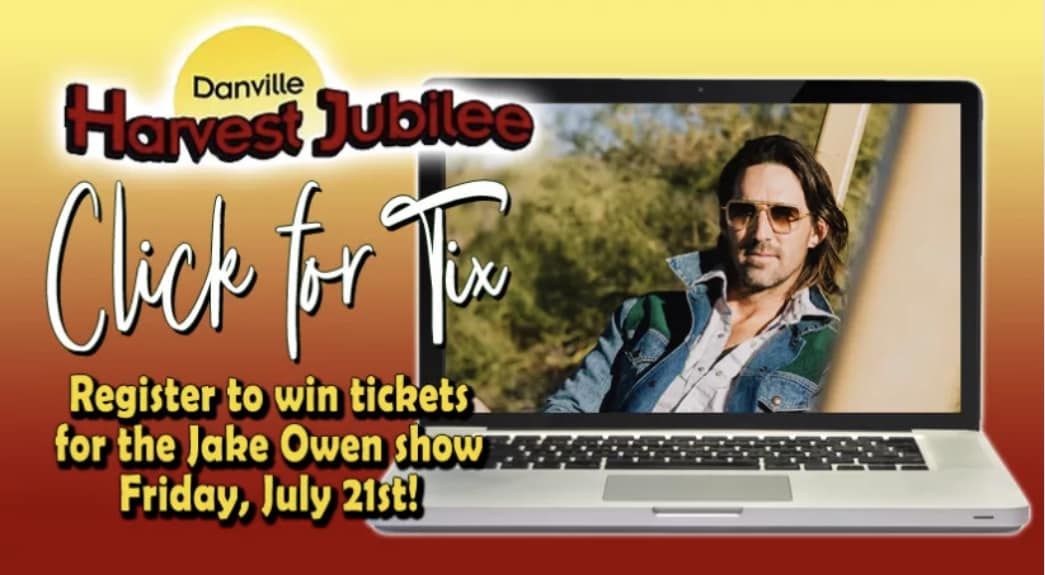 Danville
Harvest Jubilee
Click for Tix
Register to win tickets
for the Jake Owen show
Friday, July 21st!